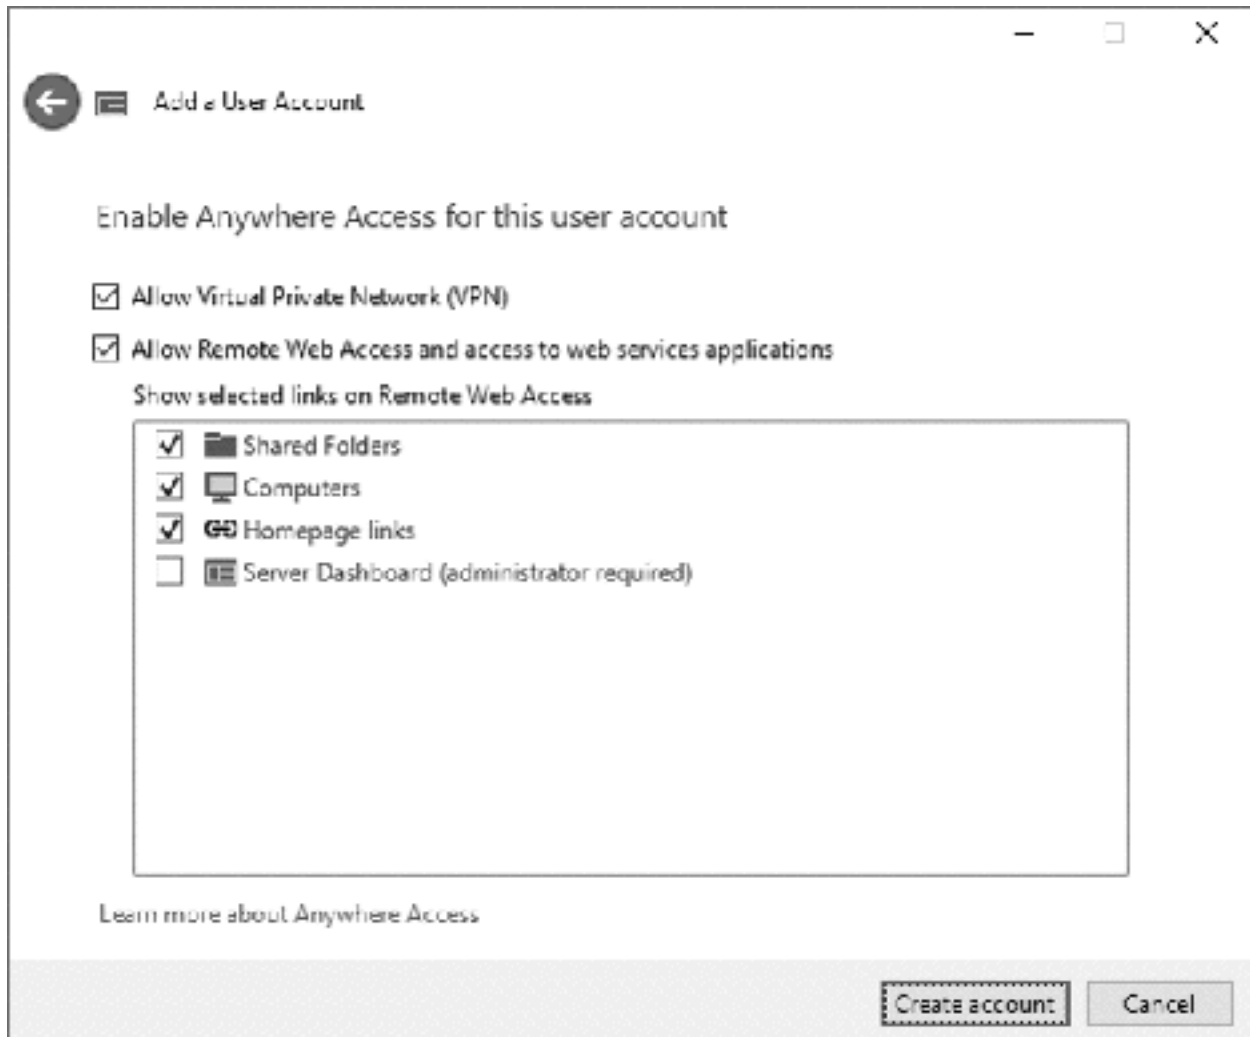 Add a User Account
Enable Anywhere Access for this user account
Allow Virtual Private Network (VPN)
Allow Remote Web Access and access to web services applications
Show selected links on Remote Web Access
Shared Folders
Computers
Homepage links
Server Dashboard (administrator required)
Learn more about Anywhere Access
Create account
Cancel